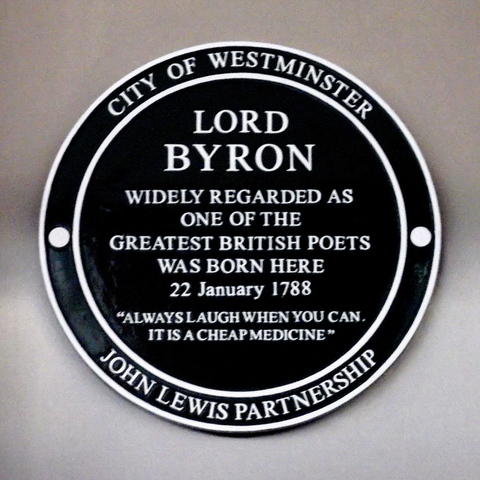 CITY OF WESTMINSTER
LORD
BYRON
WIDELY REGARDED AS
ONE OF THE
GREATEST BRITISH POETS
WAS BORN HERE
22 January 1788
“ALWAYS LAUGH WHEN YOU CAN.
IT IS A CHEAP MEDICINE”
JOHN LEWIS PARTNERSHIP